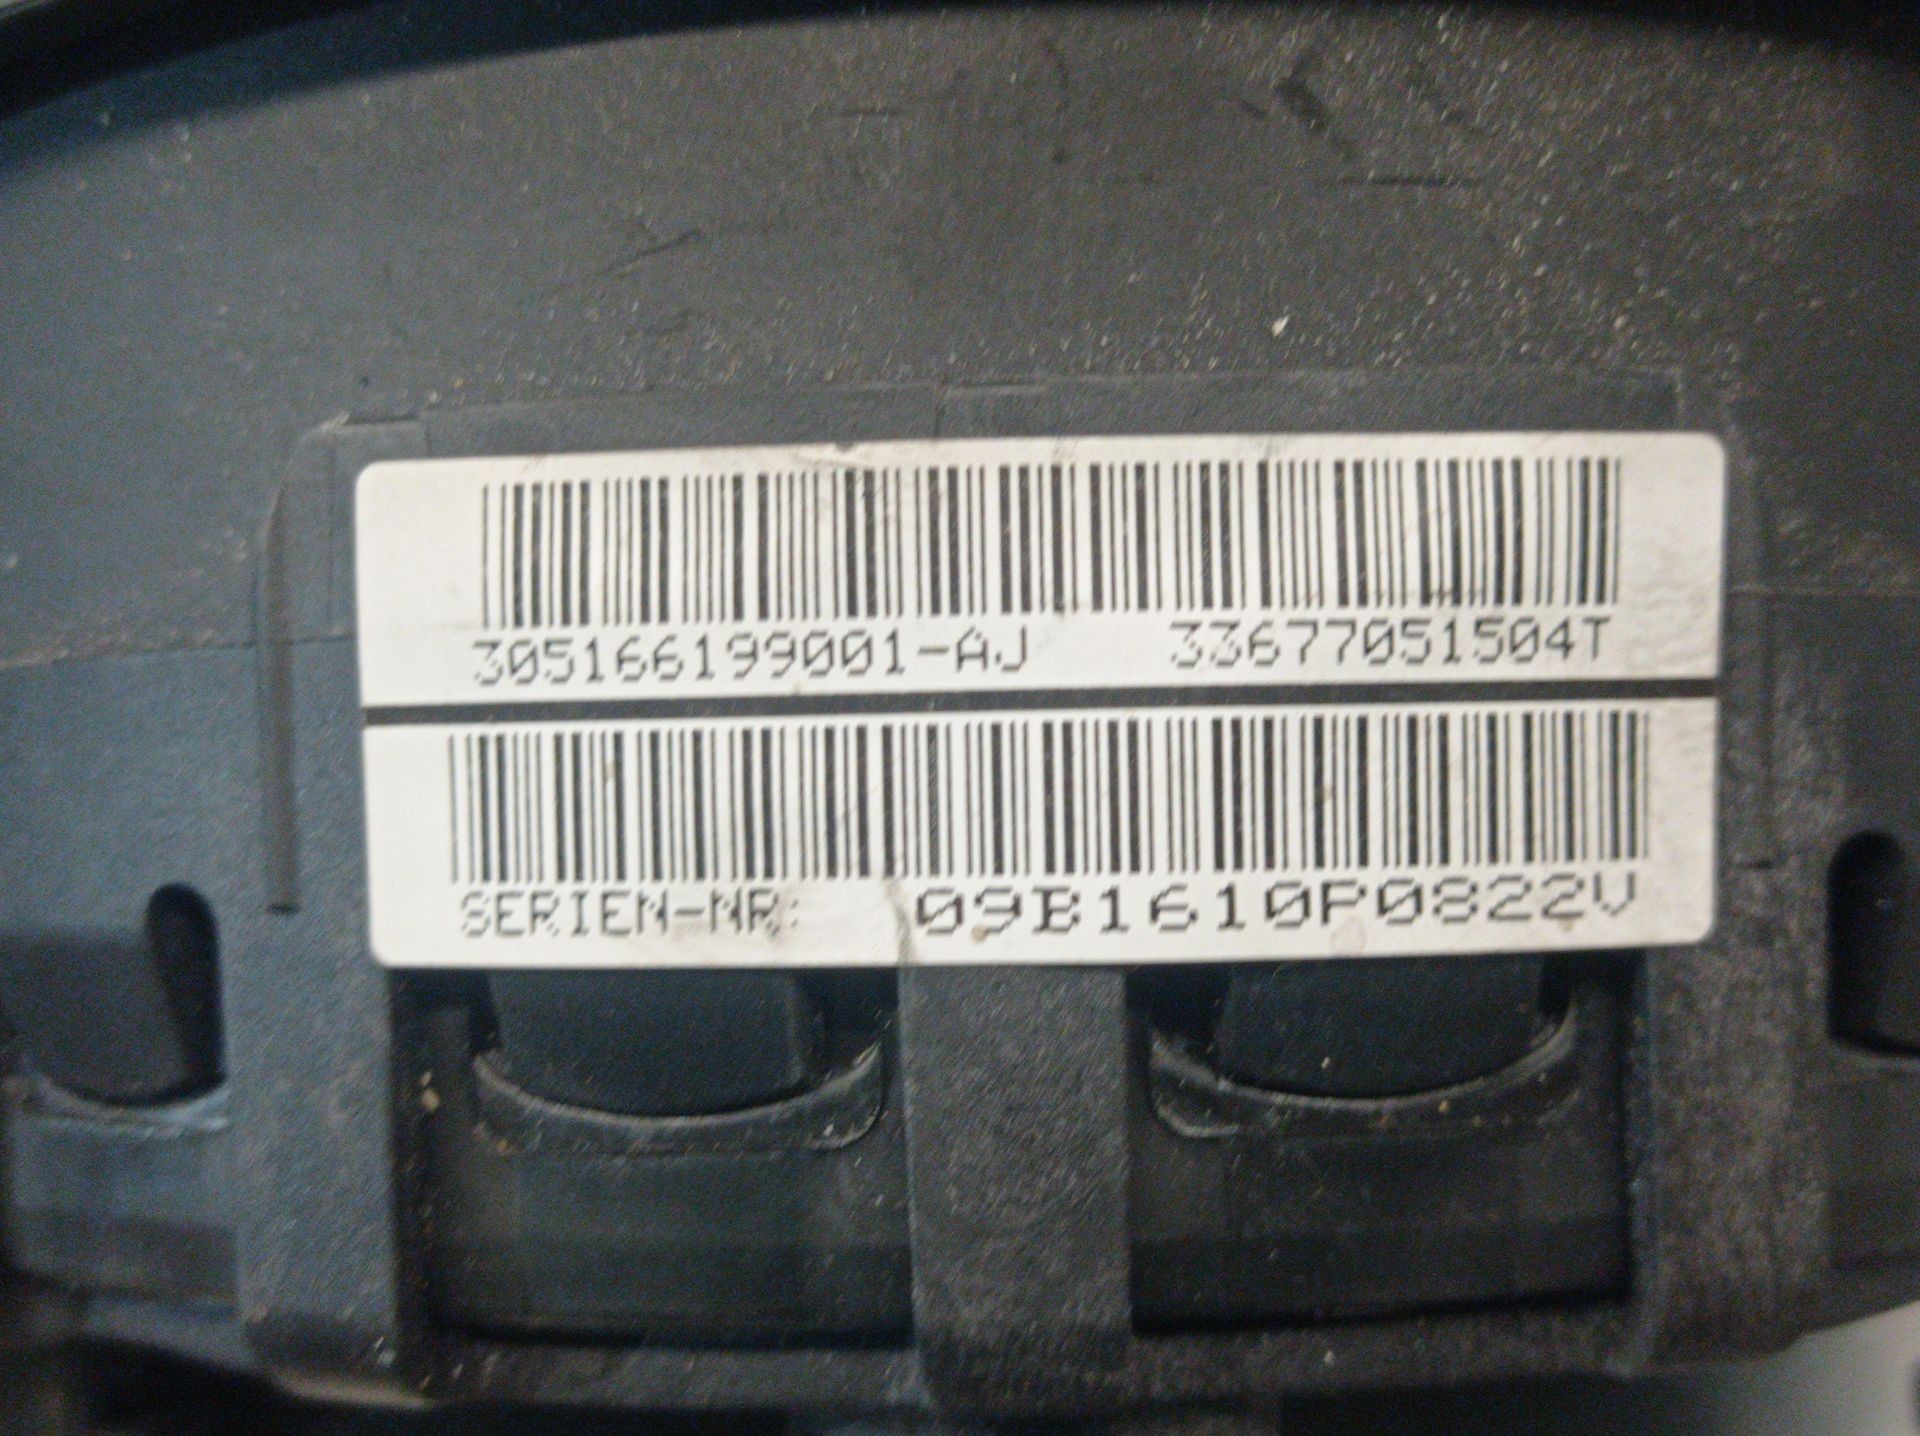 305166199001-AJ 33677051504T
SERIEN-NR: 09B1610P0822V